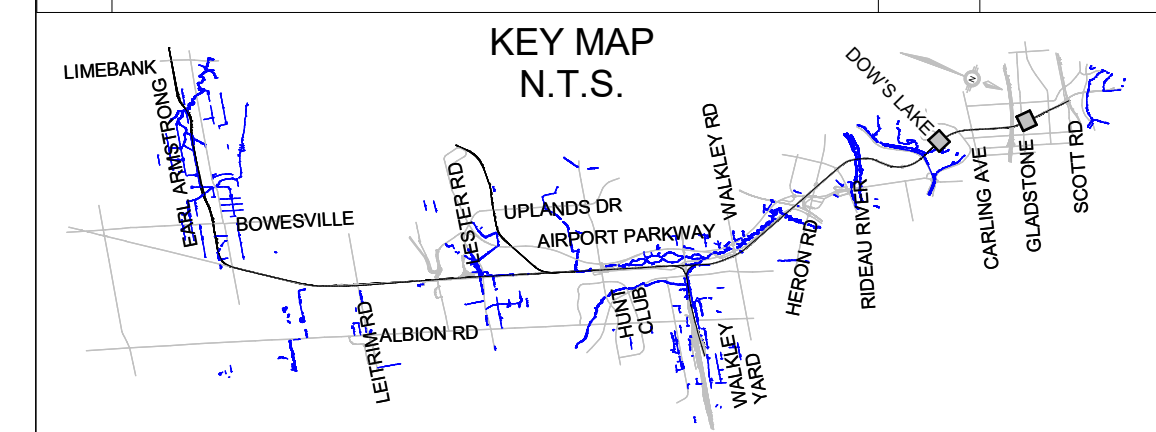 KEY MAP
N.T.S.
LIMEBANK
EARL ARMSTRONG
BOWESVILLE
LEITRIM RD
ALBION RD
LESTER RD
UPLANDS DR
AIRPORT PARKWAY
HUNT
CLUB
WALKLEY RD
WALKLEY
YARD
HERON RD
RIDEAU RIVER
DOW'S LAKE
N
CARLING AVE
GLADSTONE
SCOTT RD